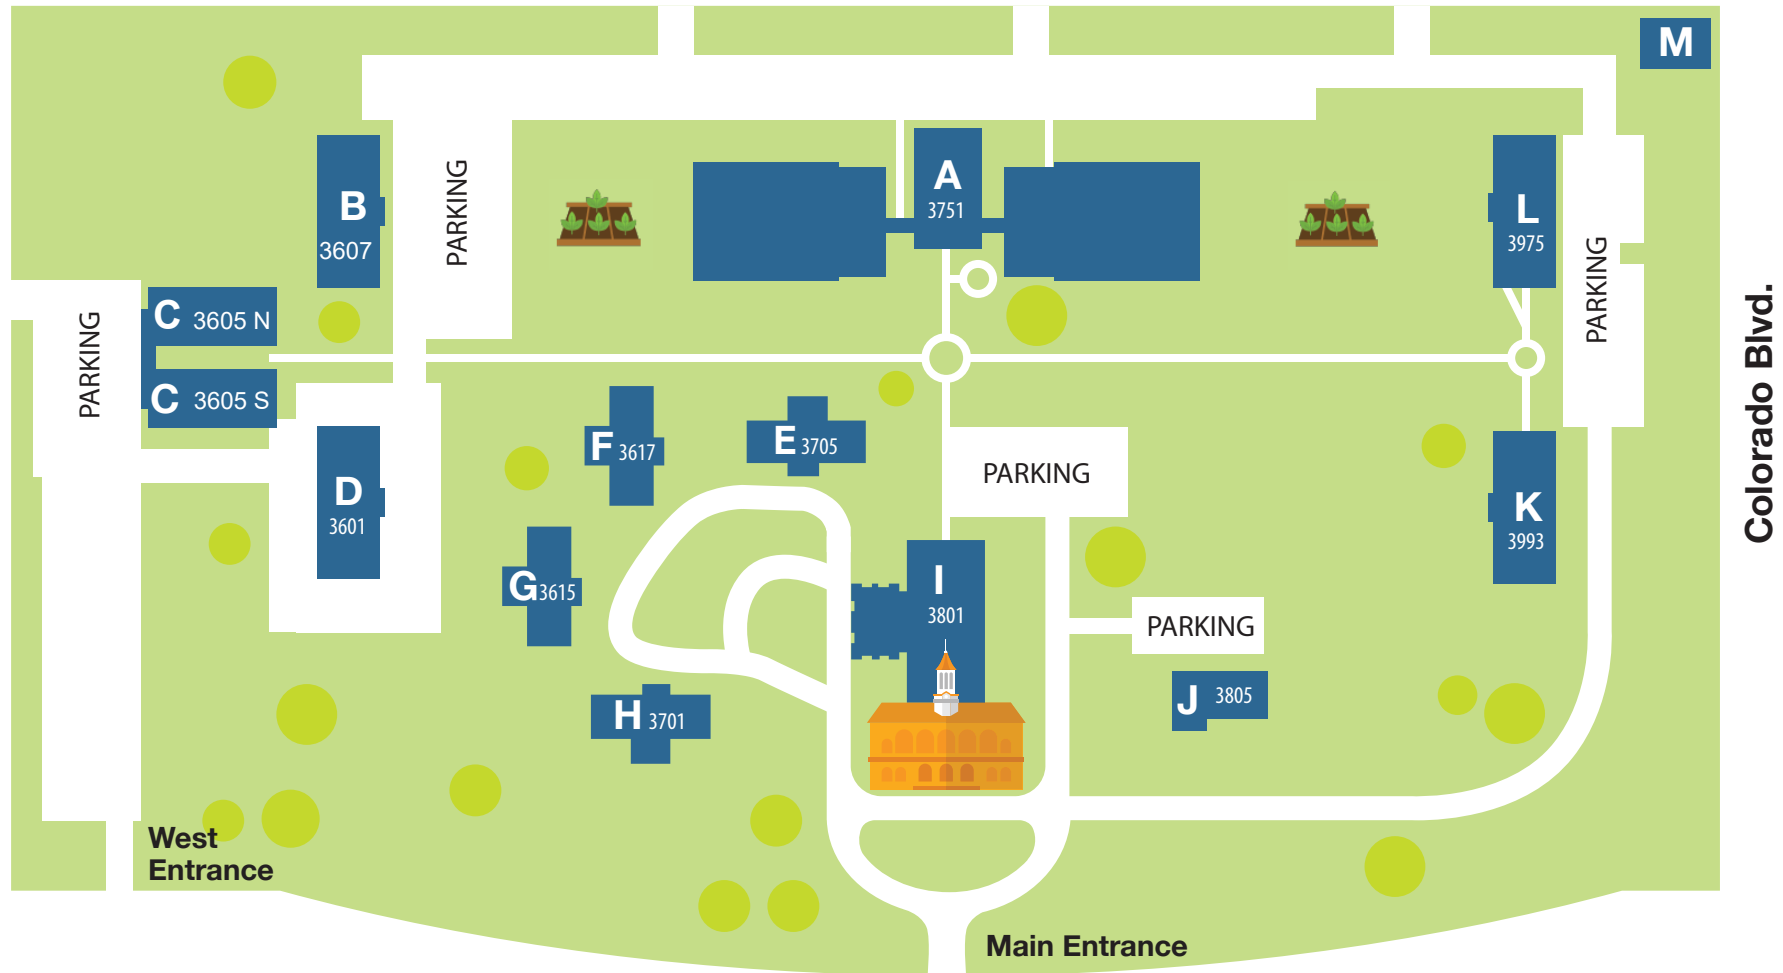 M
A
3751
B
3607
PARKING
L
3975
PARKING
C 3605 N
PARKING
C 3605 S
Colorado Blvd.
F 3617
E 3705
PARKING
D
3601
K
3993
G 3615
I
3801
PARKING
H 3701
J 3805
West
Entrance
Main Entrance